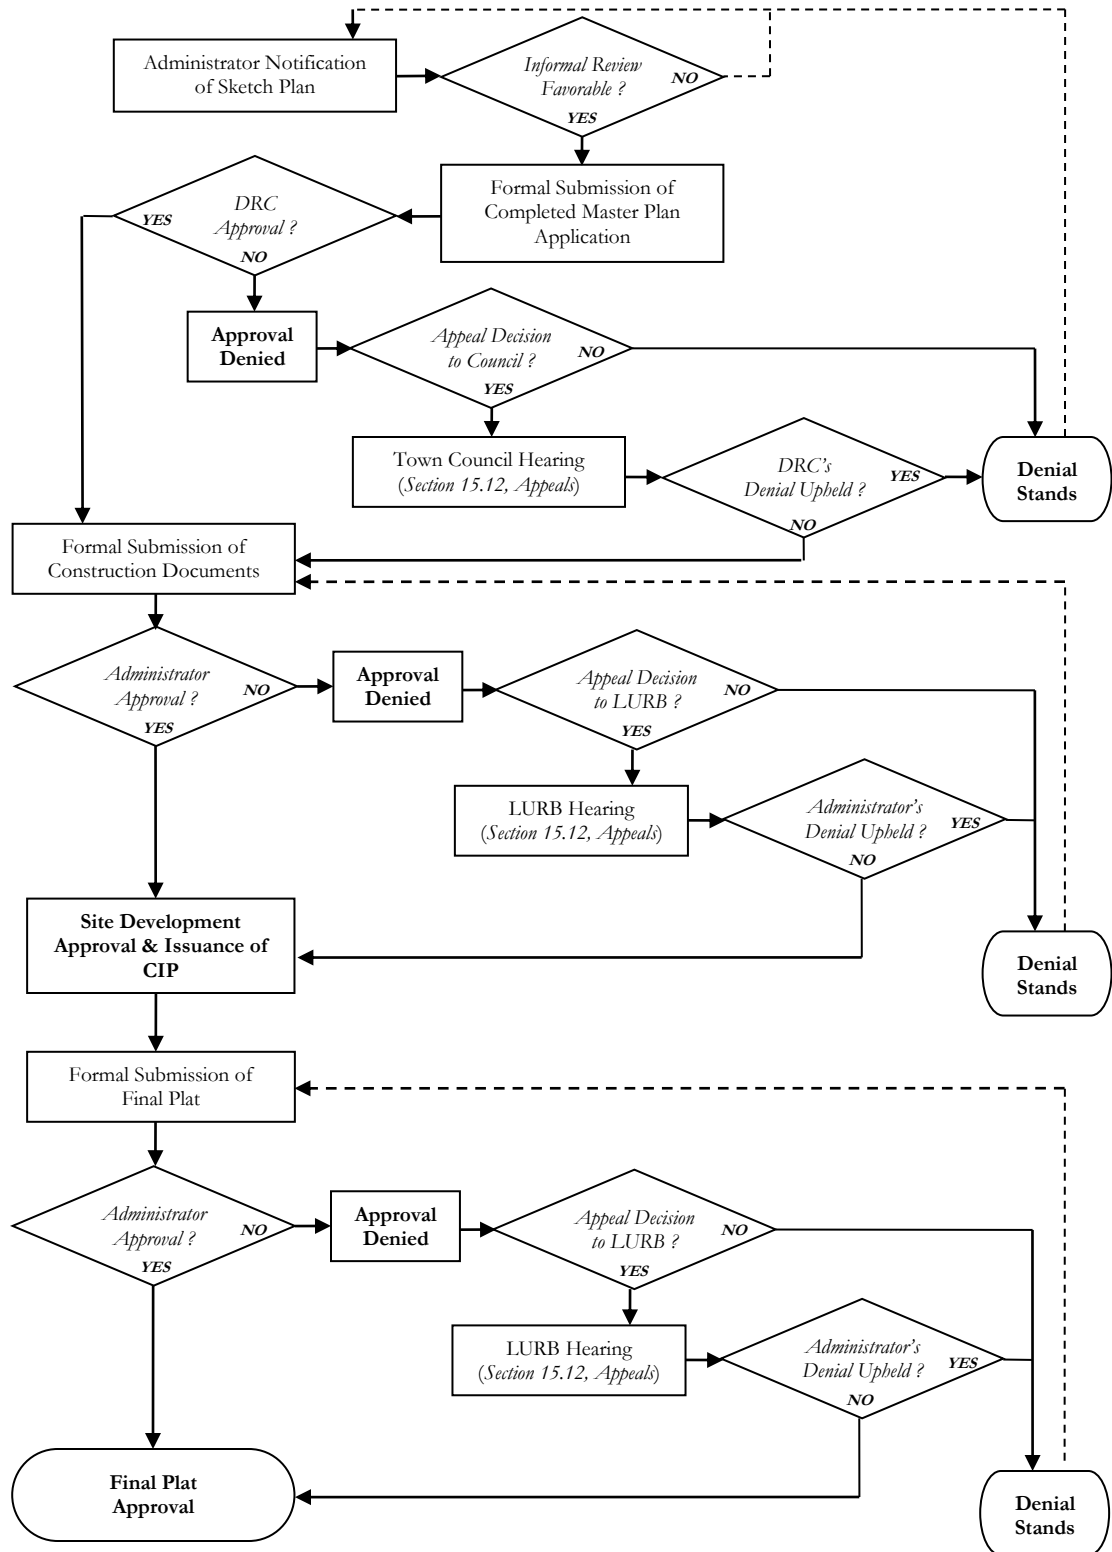 Administrator Notification
of Sketch Plan
Informal Review
Favorable ?
NO
YES
Formal Submission of
Completed Master Plan
Application
DRC
Approval ?
YES
NO
Approval
Denied
Appeal Decision
to Council ?
NO
YES
Town Council Hearing
(Section 15.12, Appeals)
DRC's
Denial Upheld ?
YES
NO
Denial
Stands
Formal Submission of
Construction Documents
Administrator
Approval ?
NO
YES
Approval
Denied
Appeal Decision
to LURB ?
NO
YES
LURB Hearing
(Section 15.12, Appeals)
Administrator's
Denial Upheld ?
YES
NO
Site Development
Approval & Issuance of
CIP
Denial
Stands
Formal Submission of
Final Plat
Administrator
Approval ?
NO
YES
Approval
Denied
Appeal Decision
to LURB ?
NO
YES
LURB Hearing
(Section 15.12, Appeals)
Administrator's
Denial Upheld ?
YES
NO
Final Plat
Approval
Denial
Stands